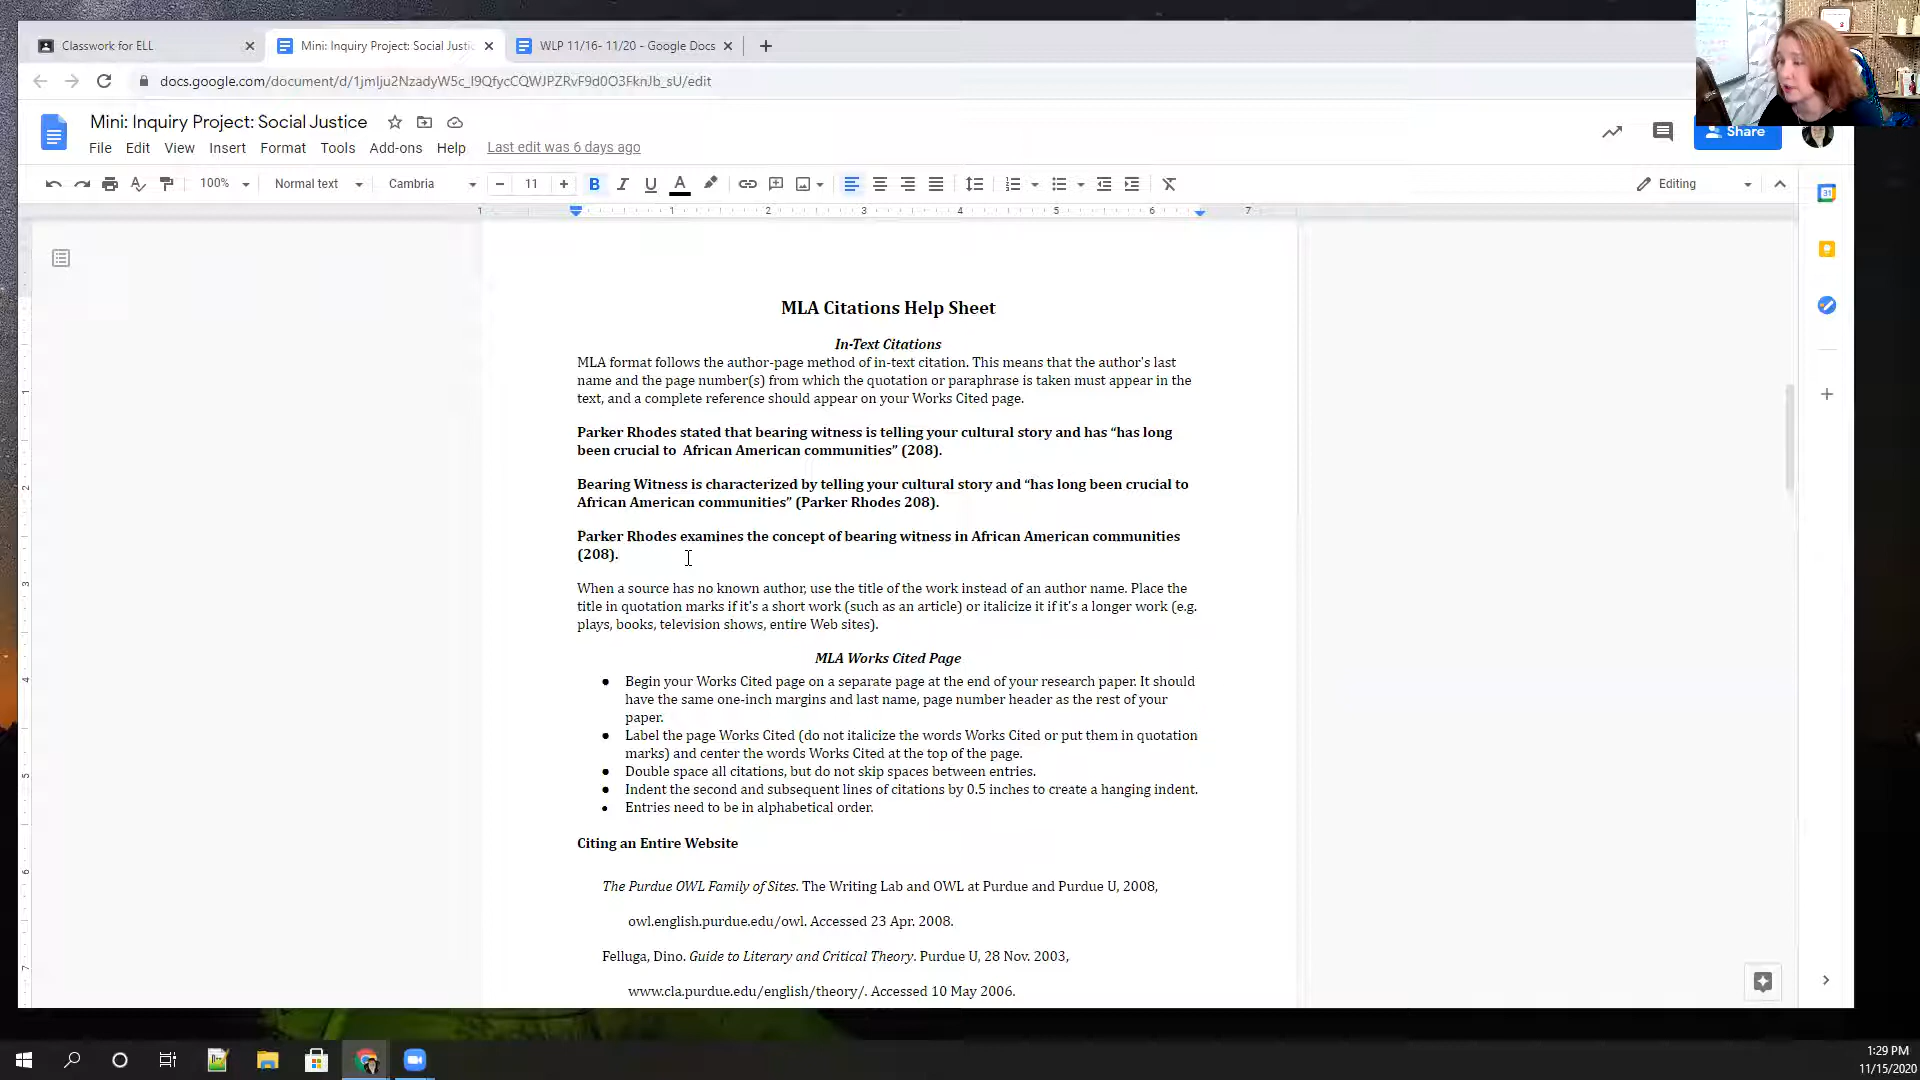 Classwork for ELL
Mini: Inquiry Project: Social Justic
WLP 11/16- 11/20 - Google Docs
Mini: Inquiry Project: Social Justice
File Edit View Insert Format Tools Add-ons Help Last edit was 6 days ago
Share
100% Normal text Cambria 11 Editing
1 1 2 3 4 5 6 7
MLA Citations Help Sheet
In-Text Citations
MLA format follows the author-page method of in-text citation. This means that the author's last
name and the page number(s) from which the quotation or paraphrase is taken must appear in the
text, and a complete reference should appear on your Works Cited page.
Parker Rhodes stated that bearing witness is telling your cultural story and has “has long
been crucial to African American communities” (208).
Bearing Witness is characterized by telling your cultural story and “has long been crucial to
African American communities” (Parker Rhodes 208).
Parker Rhodes examines the concept of bearing witness in African American communities
(208).
When a source has no known author, use the title of the work instead of an author name. Place the
title in quotation marks if it's a short work (such as an article) or italicize it if it's a longer work (e.g.
plays, books, television shows, entire Web sites).
MLA Works Cited Page
● Begin your Works Cited page on a separate page at the end of your research paper. It should
have the same one-inch margins and last name, page number header as the rest of your
paper.
● Label the page Works Cited (do not italicize the words Works Cited or put them in quotation
marks) and center the words Works Cited at the top of the page.
● Double space all citations, but do not skip spaces between entries.
● Indent the second and subsequent lines of citations by 0.5 inches to create a hanging indent.
● Entries need to be in alphabetical order.
Citing an Entire Website
The Purdue OWL Family of Sites. The Writing Lab and OWL at Purdue and Purdue U, 2008,
owl.english.purdue.edu/owl. Accessed 23 Apr. 2008.
Felluga, Dino. Guide to Literary and Critical Theory. Purdue U, 28 Nov. 2003,
www.cla.purdue.edu/english/theory/. Accessed 10 May 2006.
1
2
3
4
5
6
7
31
1:29 PM
11/15/2020